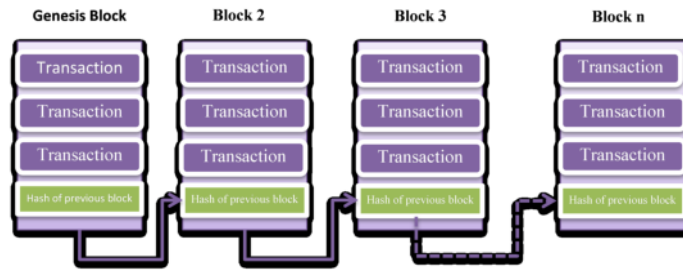 Genesis Block
Transaction
Transaction
Transaction
Hash of previous block
Block 2
Transaction
Transaction
Transaction
Hash of previous block
Block 3
Transaction
Transaction
Transaction
Hash of previous block
Block n
Transaction
Transaction
Transaction
Hash of previous block